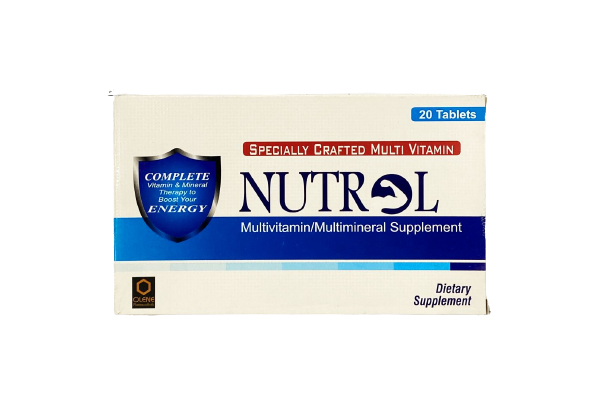 20 Tablets
SPECIALLY CRAFTED MULTI VITAMIN
NUTROL
Multivitamin/Multimineral Supplement
COMPLETE
Vitamin & Mineral
Therapy to
Boost Your
ENERGY
OLENE
Dietary
Supplement